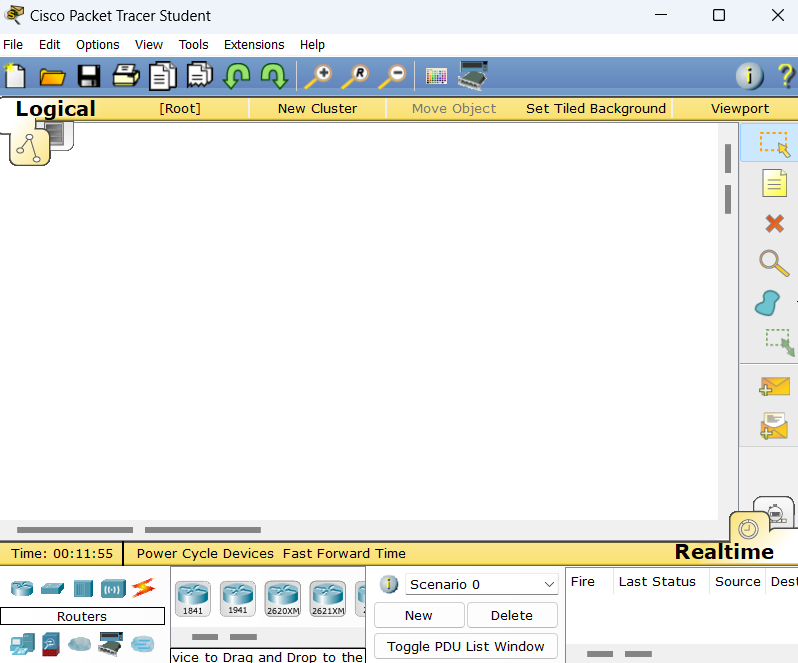 Cisco Packet Tracer Student
File Edit Options View Tools Extensions Help
Logical [Root] New Cluster Move Object Set Tiled Background Viewport
Time: 00:11:55 Power Cycle Devices Fast Forward Time Realtime
Scenario 0
Fire Last Status Source Dest
1841 1941 2620XM 2621XM 2
New Delete
Routers
Toggle PDU List Window
vice to Drag and Drop to the